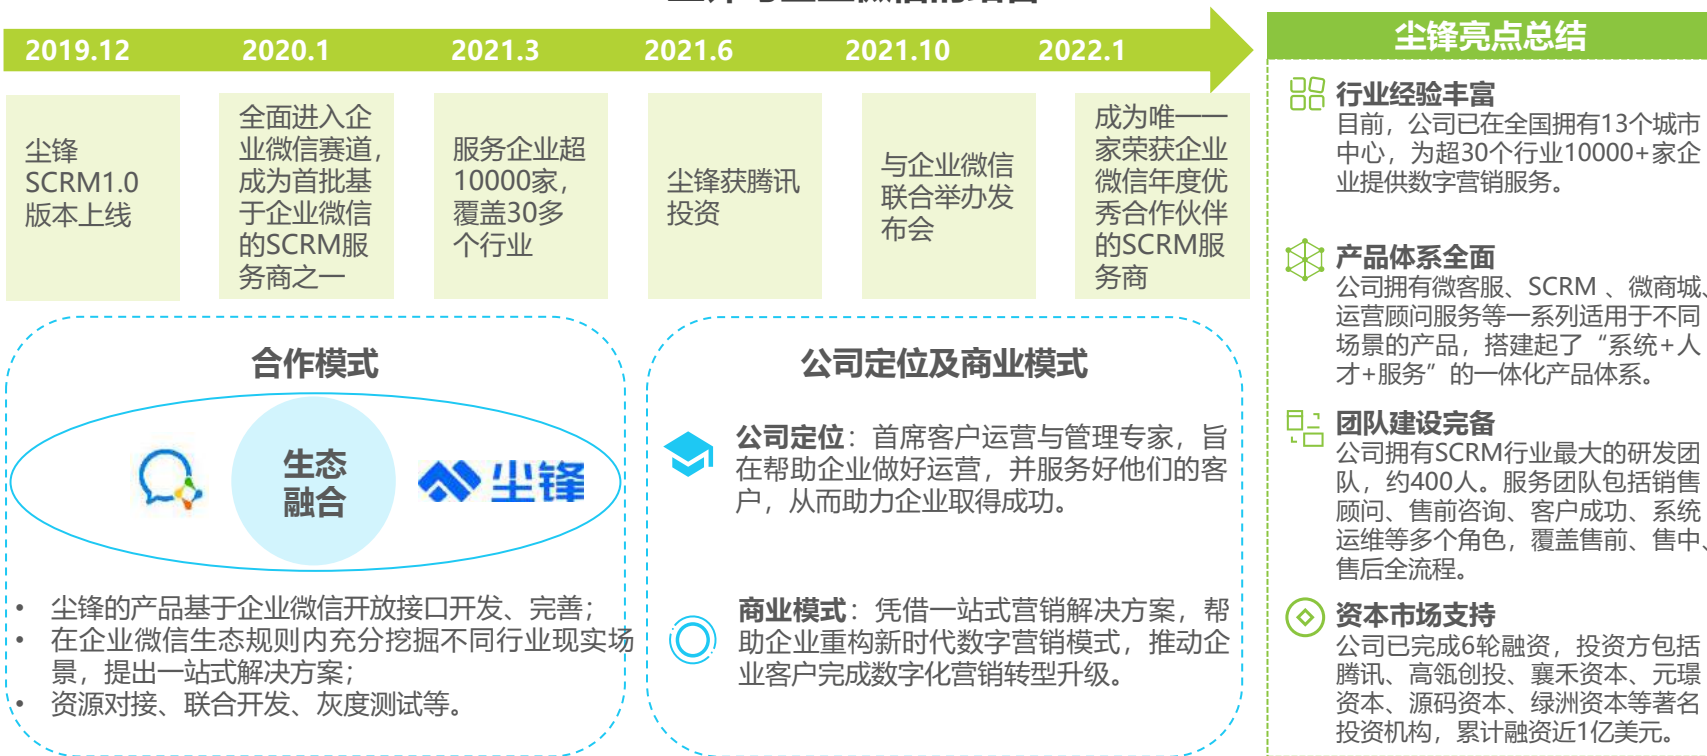 2019.12
2020.1
2021.3
2021.6
2021.10
2022.1
尘锋
SCRM1.0
版本上线
全面进入企
业微信赛道，
成为首批基
于企业微信
的SCRM服
务商之一
服务企业超
10000家，
覆盖30多
个行业
尘锋获腾讯
投资
与企业微信
联合举办发
布会
成为唯一一
家荣获企业
微信年度优
秀合作伙伴
的SCRM服
务商
合作模式
生态
融合
尘锋
• 尘锋的产品基于企业微信开放接口开发、完善；
• 在企业微信生态规则内充分挖掘不同行业现实场
景，提出一站式解决方案；
• 资源对接、联合开发、灰度测试等。
公司定位及商业模式
公司定位：首席客户运营与管理专家，旨
在帮助企业做好运营，并服务好他们的客
户，从而助力企业取得成功。
商业模式：凭借一站式营销解决方案，帮
助企业重构新时代数字营销模式，推动企
业客户完成数字化营销转型升级。
尘锋亮点总结
行业经验丰富
目前，公司已在全国拥有13个城市
中心，为超30个行业10000+家企
业提供数字营销服务。
产品体系全面
公司拥有微客服、SCRM 、微商城、
运营顾问服务等一系列适用于不同
场景的产品，搭建起了“系统+人
才+服务”的一体化产品体系。
团队建设完备
公司拥有SCRM行业最大的研发团
队，约400人。服务团队包括销售
顾问、售前咨询、客户成功、系统
运维等多个角色，覆盖售前、售中、
售后全流程。
资本市场支持
公司已完成6轮融资，投资方包括
腾讯、高瓴创投、襄禾资本、元璟
资本、源码资本、绿洲资本等著名
投资机构，累计融资近1亿美元。